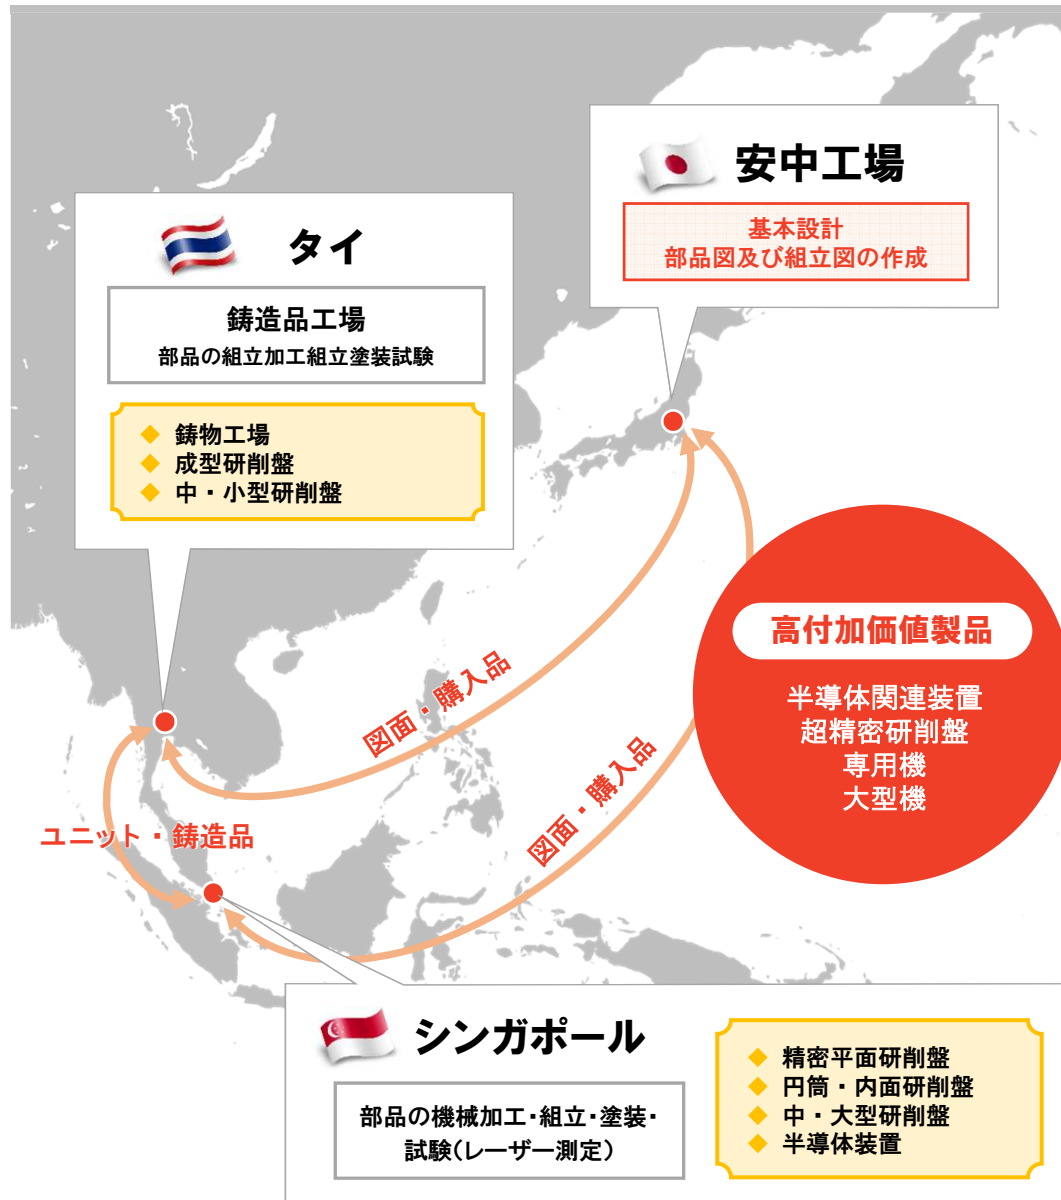 安中工場
基本設計
部品図及び組立図の作成
タイ
鋳造品工場
部品の組立加工組立塗装試験
◆ 鋳物工場
◆ 成型研削盤
◆ 中・小型研削盤
高付加価値製品
半導体関連装置
超精密研削盤
専用機
大型機
図面・購入品
図面・購入品
ユニット・鋳造品
シンガポール
部品の機械加工・組立・塗装・
試験(レーザー測定)
◆ 精密平面研削盤
◆ 円筒・内面研削盤
◆ 中・大型研削盤
◆ 半導体装置